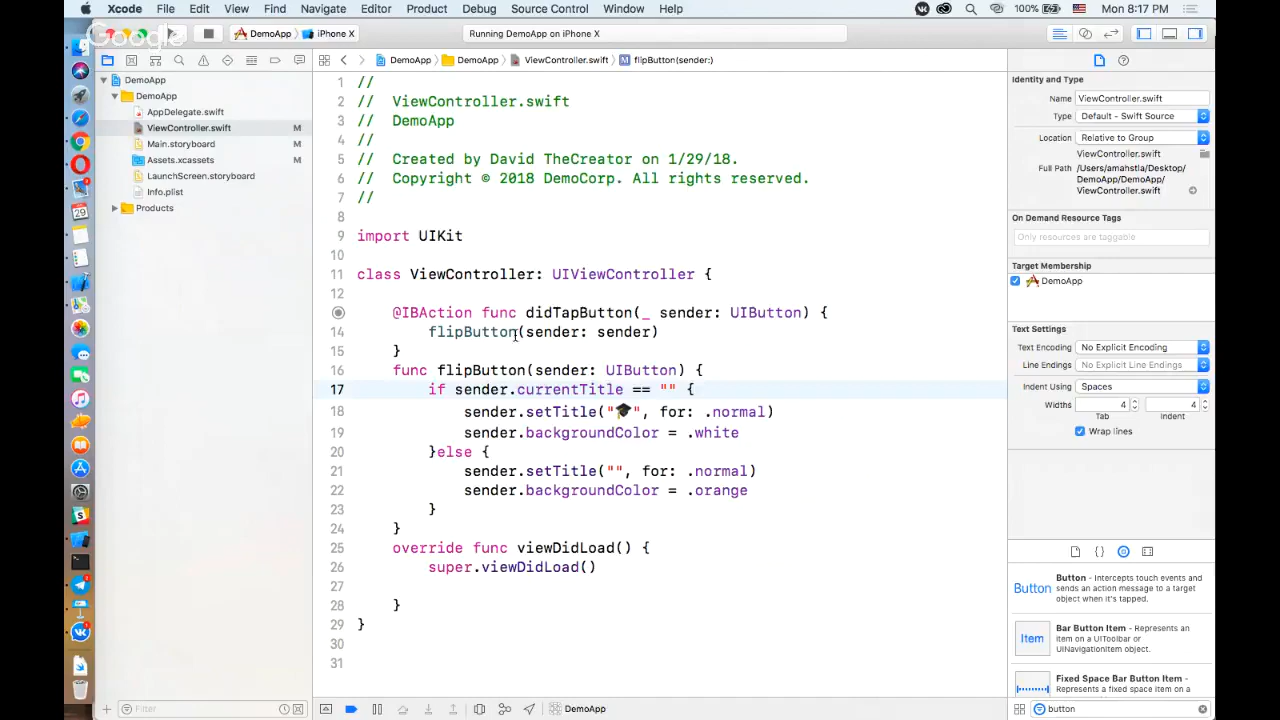 Xcode File Edit View Find Navigate Editor Product Debug Source Control Window Help 100% Mon 8:17 PM
Google
DemoApp iPhone X Running DemoApp on iPhone X
DemoApp DemoApp ViewController.swift M flipButton(sender:)
DemoApp
DemoApp
AppDelegate.swift
ViewController.swift M
Main.storyboard M
Assets.xcassets M
LaunchScreen.storyboard
Info.plist
Products
Filter
1 //
2 // ViewController.swift
3 // DemoApp
4 //
5 // Created by David TheCreator on 1/29/18.
6 // Copyright © 2018 DemoCorp. All rights reserved.
7 //
8
9 import UIKit
10
11 class ViewController: UIViewController {
12
13 @IBAction func didTapButton(_ sender: UIButton) {
14 flipButton(sender: sender)
15 }
16 func flipButton(sender: UIButton) {
17 if sender.currentTitle == "" {
18 sender.setTitle("🎓", for: .normal)
19 sender.backgroundColor = .white
20 }else {
21 sender.setTitle("", for: .normal)
22 sender.backgroundColor = .orange
23 }
24 }
25 override func viewDidLoad() {
26 super.viewDidLoad()
27
28 }
29 }
30
31
DemoApp
Identity and Type
Name ViewController.swift
Type Default - Swift Source
Location Relative to Group
ViewController.swift
Full Path /Users/amanstla/Desktop/
DemoApp/DemoApp/
ViewController.swift
On Demand Resource Tags
Only resources are taggable
Target Membership
DemoApp
Text Settings
Text Encoding No Explicit Encoding
Line Endings No Explicit Line Endings
Indent Using Spaces
Widths 4 4
Tab Indent
Wrap lines
{ }
Button
Button - Intercepts touch events and
sends an action message to a target
object when it's tapped.
Item
Bar Button Item - Represents an
item on a UIToolbar or
UINavigationItem object.
Fixed Space Bar Button Item -
Represents a fixed space item on a
button